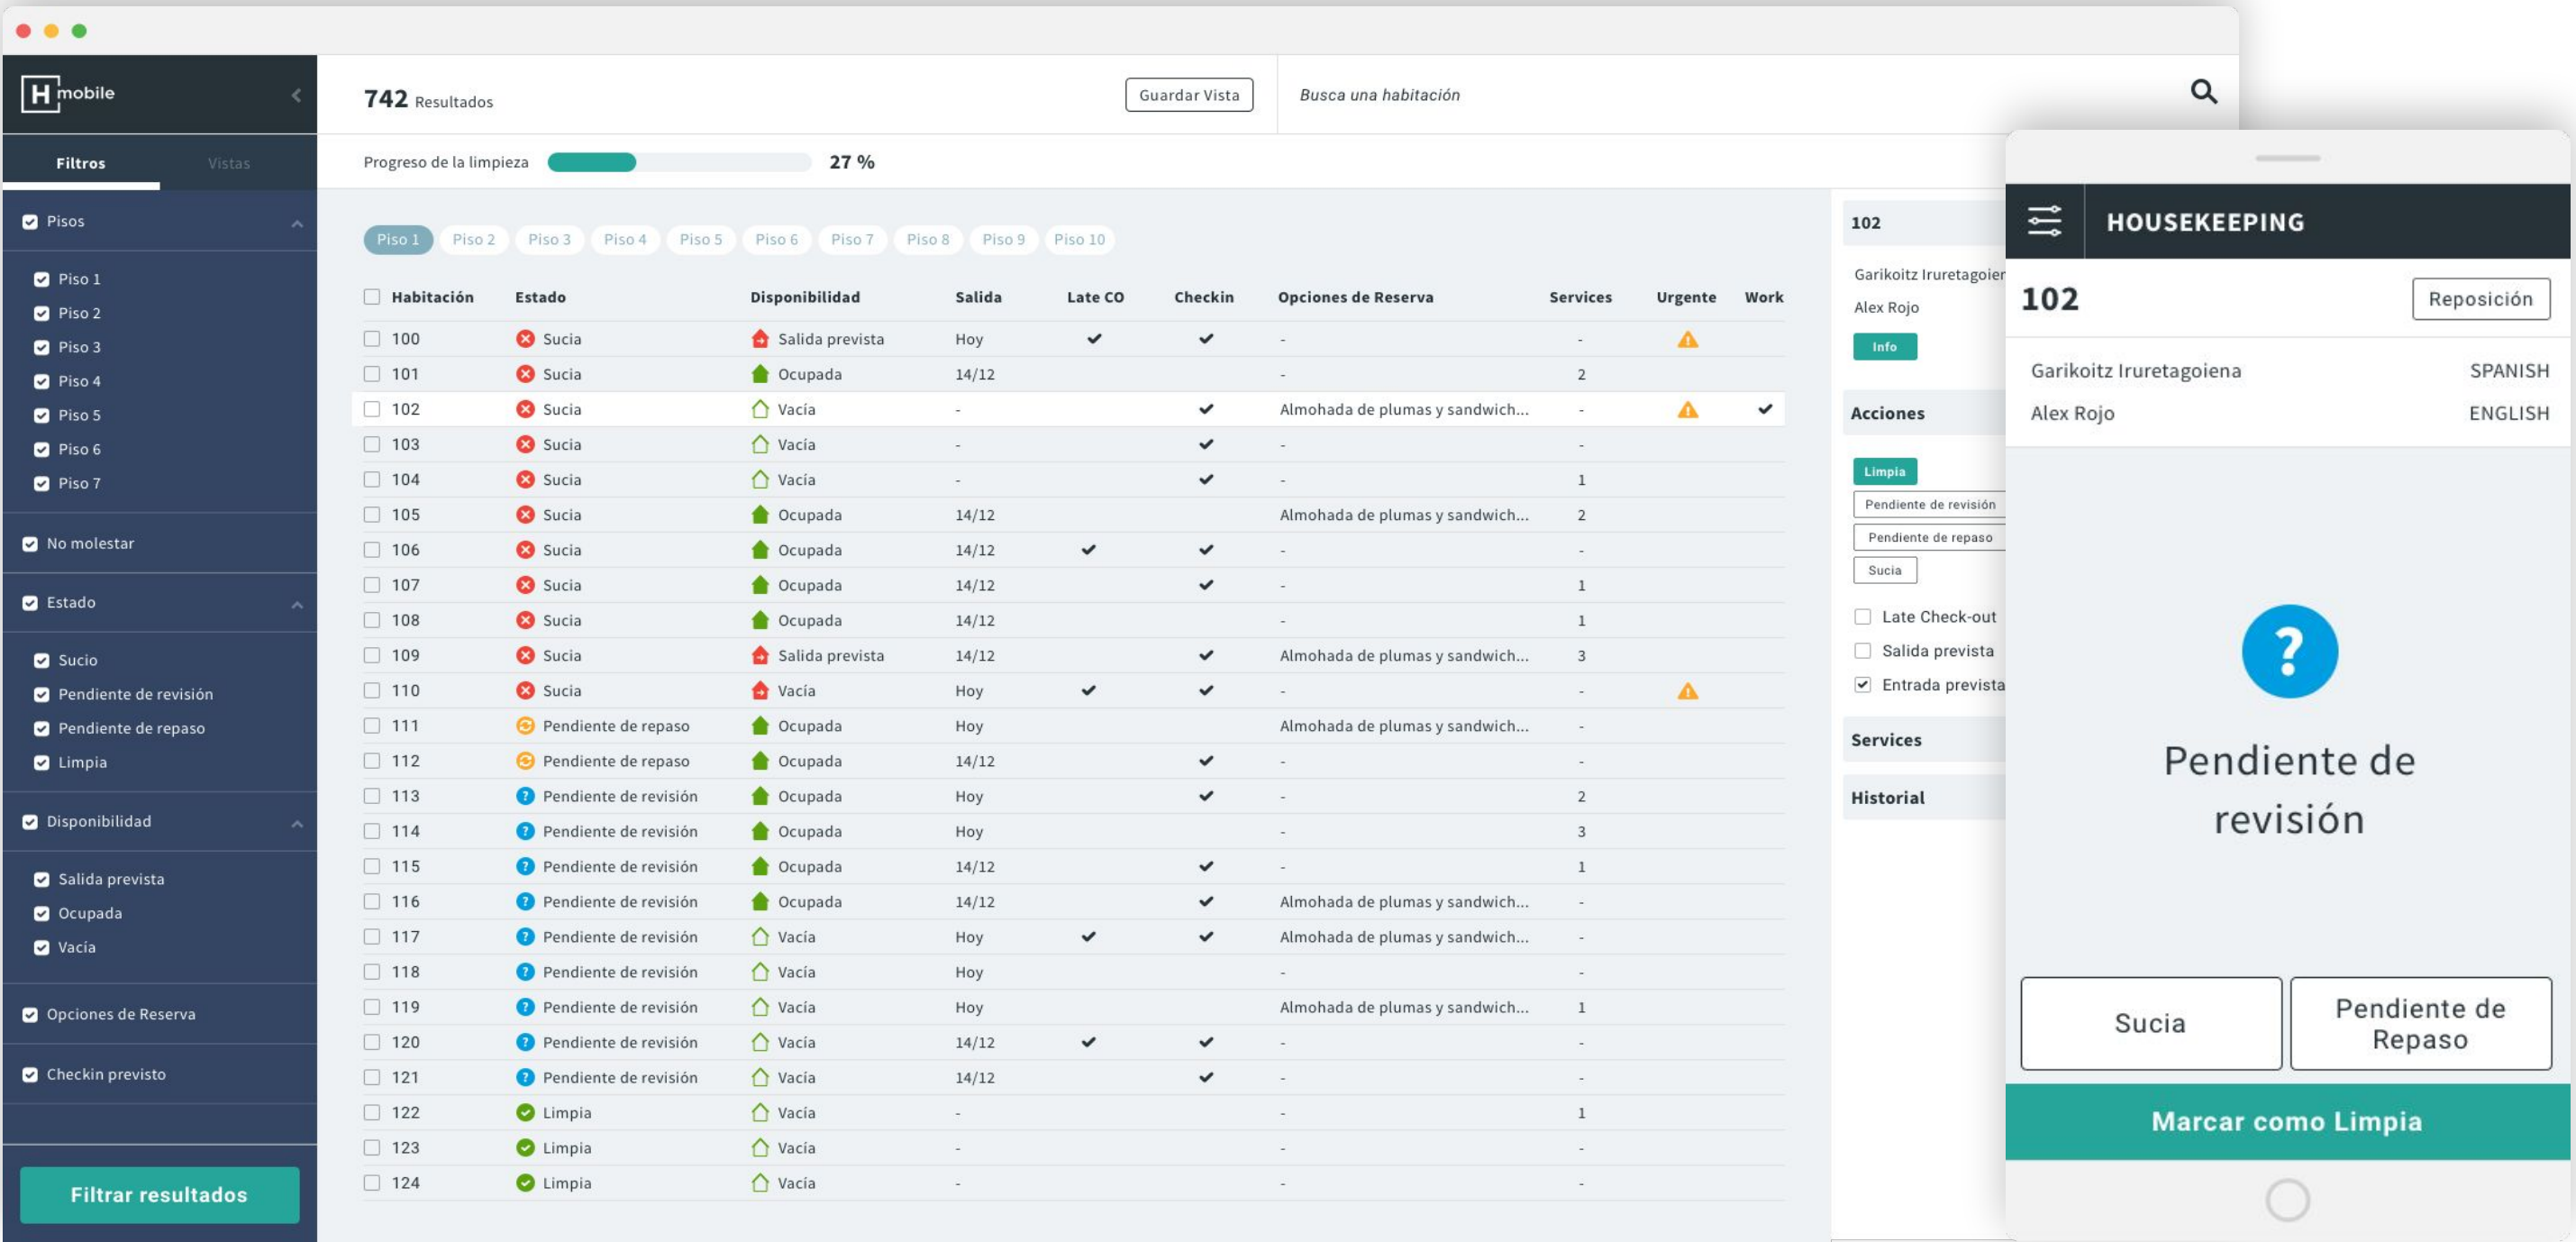 H mobile
742 Resultados
Guardar Vista
Busca una habitación
Filtros Vistas
Progreso de la limpieza 27 %
Pisos
Piso 1
Piso 2
Piso 3
Piso 4
Piso 5
Piso 6
Piso 7
No molestar
Estado
Sucio
Pendiente de revisión
Pendiente de repaso
Limpia
Disponibilidad
Salida prevista
Ocupada
Vacía
Opciones de Reserva
Checkin previsto
Filtrar resultados
Piso 1 Piso 2 Piso 3 Piso 4 Piso 5 Piso 6 Piso 7 Piso 8 Piso 9 Piso 10
Habitación Estado Disponibilidad Salida Late CO Checkin Opciones de Reserva Services Urgente Work
100 Sucia Salida prevista Hoy - -
101 Sucia Ocupada 14/12 - 2
102 Sucia Vacía - Almohada de plumas y sandwich... -
103 Sucia Vacía - - -
104 Sucia Vacía - - 1
105 Sucia Ocupada 14/12 Almohada de plumas y sandwich... 2
106 Sucia Ocupada 14/12 - -
107 Sucia Ocupada 14/12 - 1
108 Sucia Ocupada 14/12 - 1
109 Sucia Salida prevista 14/12 Almohada de plumas y sandwich... 3
110 Sucia Vacía Hoy - -
111 Pendiente de repaso Ocupada Hoy Almohada de plumas y sandwich... -
112 Pendiente de repaso Ocupada 14/12 - -
113 Pendiente de revisión Ocupada Hoy - 2
114 Pendiente de revisión Ocupada Hoy - 3
115 Pendiente de revisión Ocupada 14/12 - 1
116 Pendiente de revisión Ocupada 14/12 Almohada de plumas y sandwich... -
117 Pendiente de revisión Vacía Hoy Almohada de plumas y sandwich... -
118 Pendiente de revisión Vacía Hoy - -
119 Pendiente de revisión Vacía Hoy Almohada de plumas y sandwich... 1
120 Pendiente de revisión Vacía 14/12 - -
121 Pendiente de revisión Vacía 14/12 - -
122 Limpia Vacía - - 1
123 Limpia Vacía - - -
124 Limpia Vacía - - -
102
Garikoitz Iruretagoie
Alex Rojo
Info
Acciones
Limpia
Pendiente de revisión
Pendiente de repaso
Sucia
Late Check-out
Salida prevista
Entrada prevista
Services
Historial
HOUSEKEEPING
102 Reposición
Garikoitz Iruretagoiena SPANISH
Alex Rojo ENGLISH
?
Pendiente de
revisión
Sucia
Pendiente de
Repaso
Marcar como Limpia